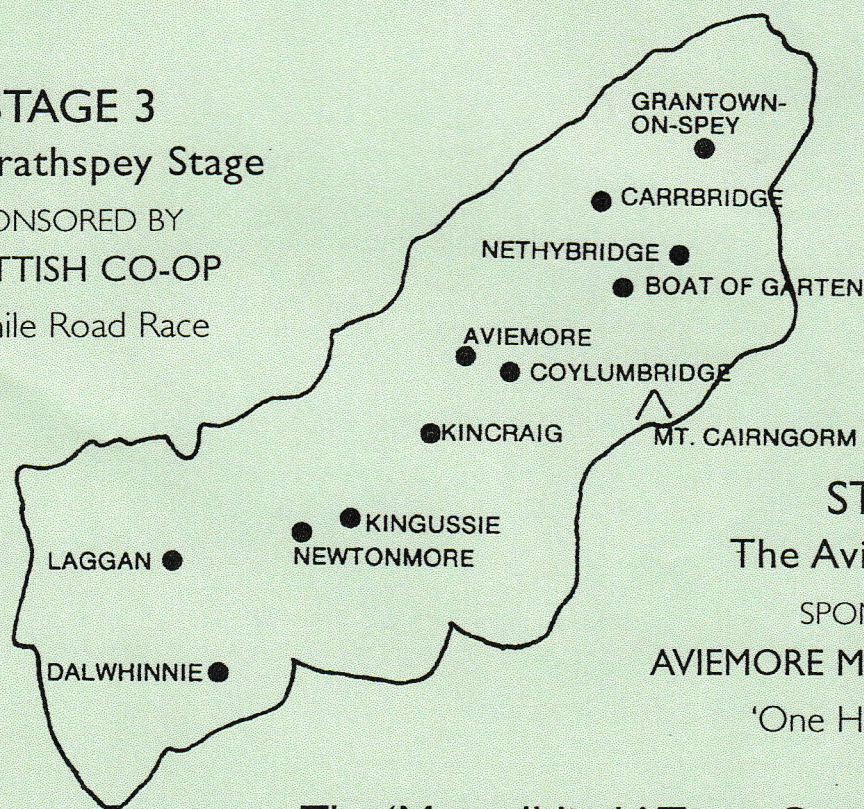 STAGE 3
rathspey Stage
ONSORED BY
TTISH CO-OP
ile Road Race
GRANTOWN-
ON-SPEY
CARRBRIDGE
NETHYBRIDGE
BOAT OF GARTEN
AVIEMORE
COYLUMBRIDGE
KINCRAIG
MT. CAIRNGORM
KINGUSSIE
NEWTONMORE
LAGGAN
DALWHINNIE
ST
The Avi
SPON
AVIEMORE M
‘One H